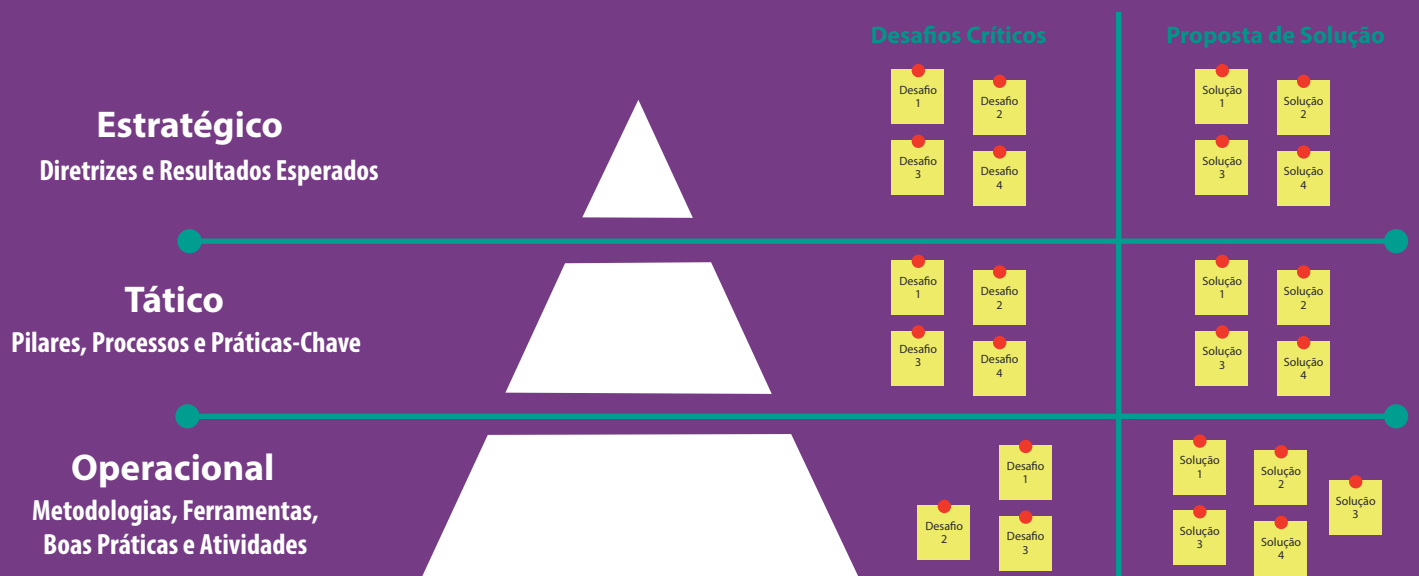 Desafios Críticos
Proposta de Solução
Estratégico
Diretrizes e Resultados Esperados
Desafio
1
Desafio
2
Desafio
3
Desafio
4
Solução
1
Solução
2
Solução
3
Solução
4
Tático
Pilares, Processos e Práticas-Chave
Desafio
1
Desafio
2
Desafio
3
Desafio
4
Solução
1
Solução
2
Solução
3
Solução
4
Operacional
Metodologias, Ferramentas,
Boas Práticas e Atividades
Desafio
1
Desafio
2
Desafio
3
Solução
1
Solução
2
Solução
3
Solução
3
Solução
4